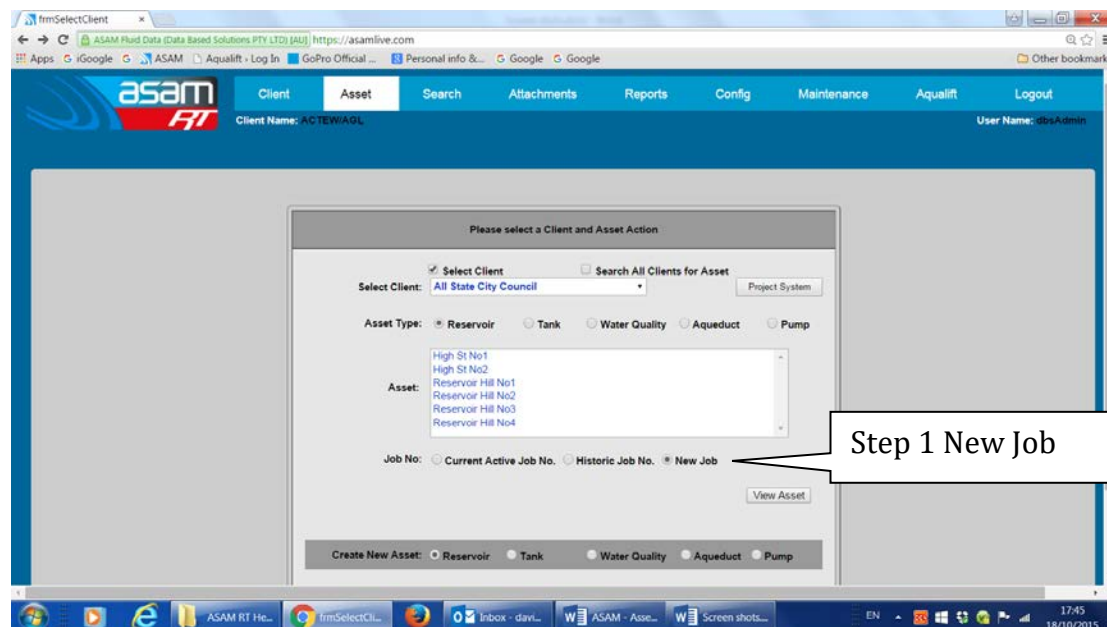 frmSelectClient
ASAM Fluid Data (Data Based Solutions PTY LTD) [AU] https://asamlive.com
Apps iGoogle ASAM Aqualift › Log In GoPro Official ... Personal info &... Google Google Other bookmark
asam RT
Client Asset Search Attachments Reports Config Maintenance Aqualift Logout
Client Name: ACTEW/AGL User Name: dbsAdmin
Please select a Client and Asset Action
Select Client Search All Clients for Asset
Select Client: All State City Council Project System
Asset Type: Reservoir Tank Water Quality Aqueduct Pump
High St No1
High St No2
Asset: Reservoir Hill No1
Reservoir Hill No2
Reservoir Hill No3
Reservoir Hill No4
Step 1 New Job
Job No: Current Active Job No. Historic Job No. New Job
View Asset
Create New Asset: Reservoir Tank Water Quality Aqueduct Pump
ASAM RT He... frmSelectCli... Inbox - davi... ASAM - Asse... Screen shots... EN 17:45
18/10/2015